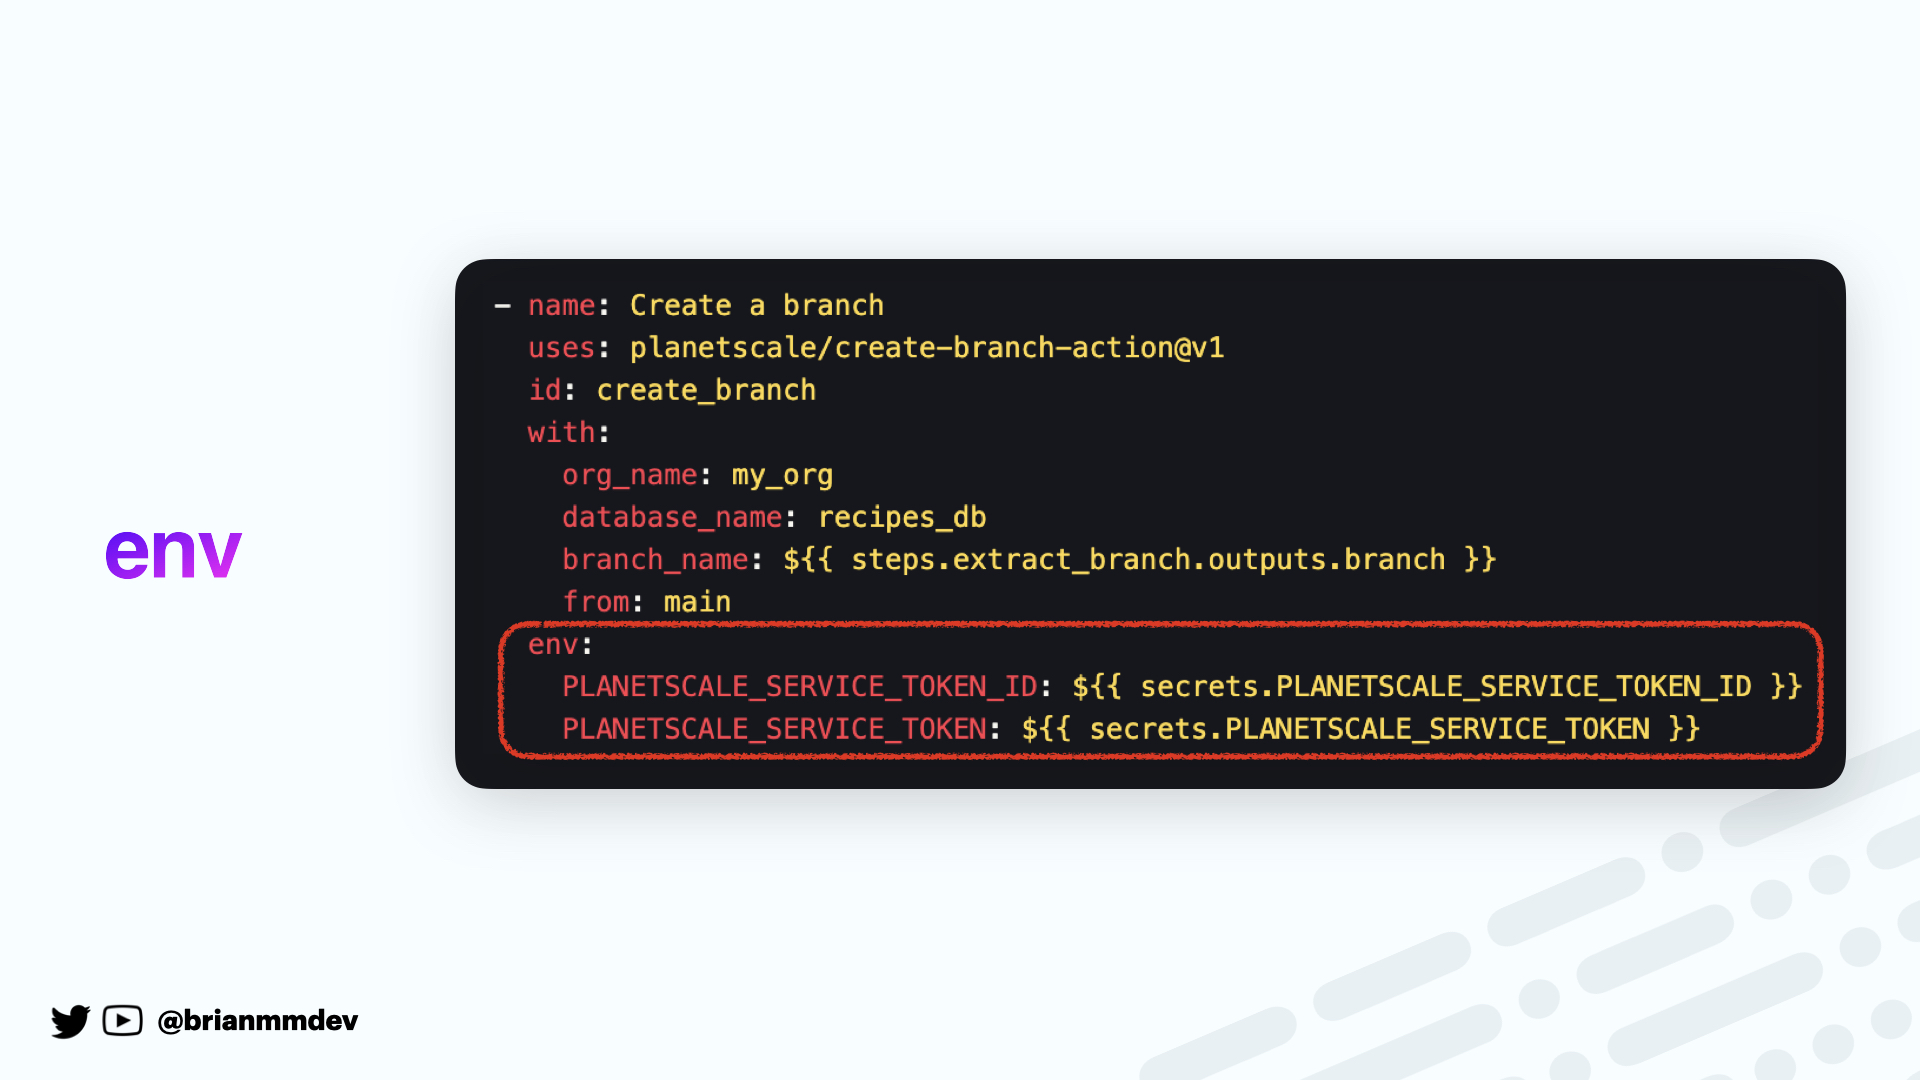 env
– name: Create a branch
uses: planetscale/create-branch-action@v1
id: create_branch
with:
org_name: my_org
database_name: recipes_db
branch_name: ${{ steps.extract_branch.outputs.branch }}
from: main
env:
PLANETSCALE_SERVICE_TOKEN_ID: ${{ secrets.PLANETSCALE_SERVICE_TOKEN_ID }}
PLANETSCALE_SERVICE_TOKEN: ${{ secrets.PLANETSCALE_SERVICE_TOKEN }}
@brianmmdev